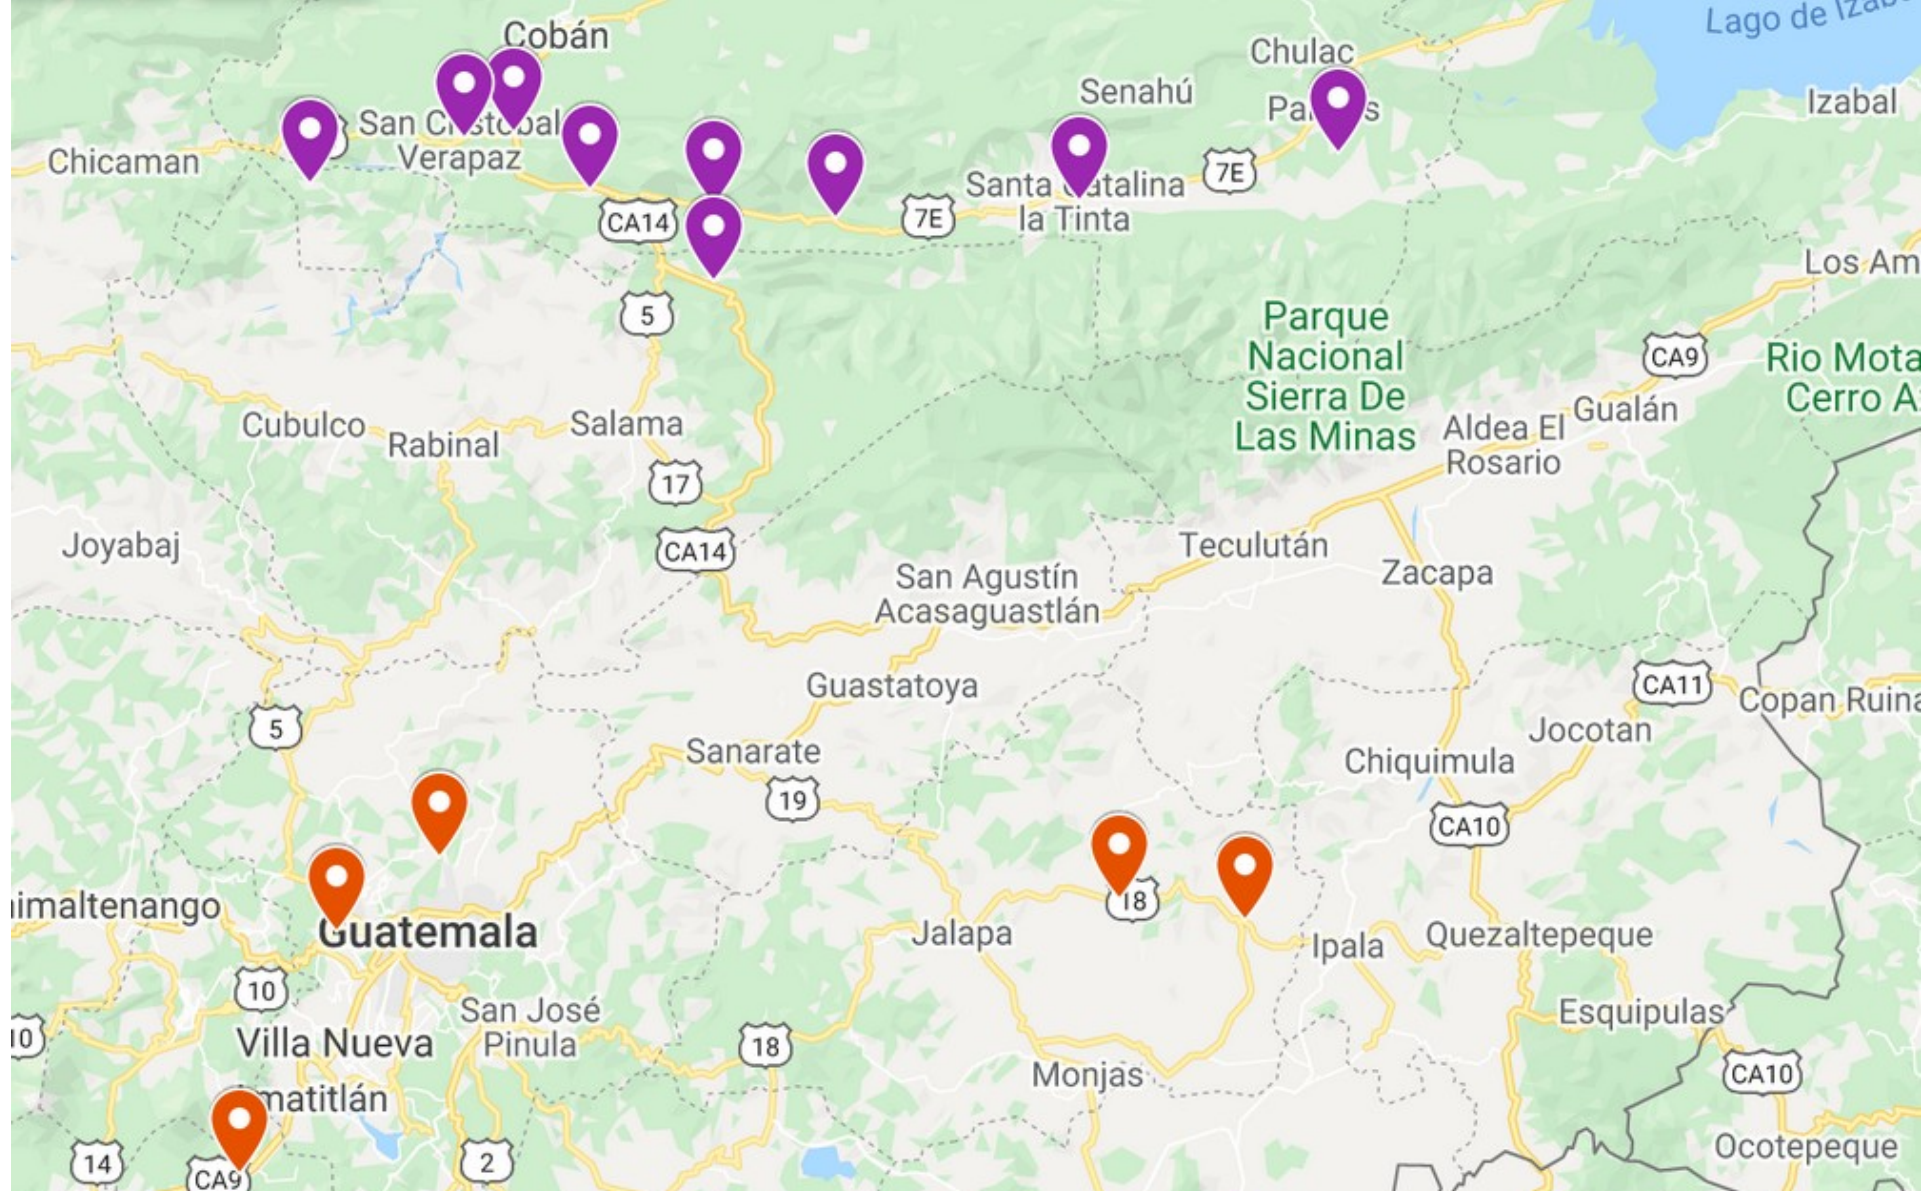 Cobán
Chulac
Lago de Izab
Senahú
Izabal
San Cristobal
Verapaz
Chicaman
7E
Santa Catalina
la Tinta
CA14
7E
Los Am
5
Parque
Nacional
Sierra De
Las Minas
CA9
Rio Mota
Cerro A
Cubulco
Rabinal
Salama
Aldea El
Rosario
Gualán
17
Joyabaj
CA14
Teculután
Zacapa
San Agustín
Acasaguastlán
Guastatoya
CA11
Copan Ruina
5
Jocotan
Sanarate
Chiquimula
19
CA10
18
imaltenango
Guatemala
Jalapa
Ipala
Quezaltepeque
10
San José
Pinula
Esquipulas
10
Villa Nueva
18
Monjas
CA10
matitlán
14
CA9
2
Ocotepeque